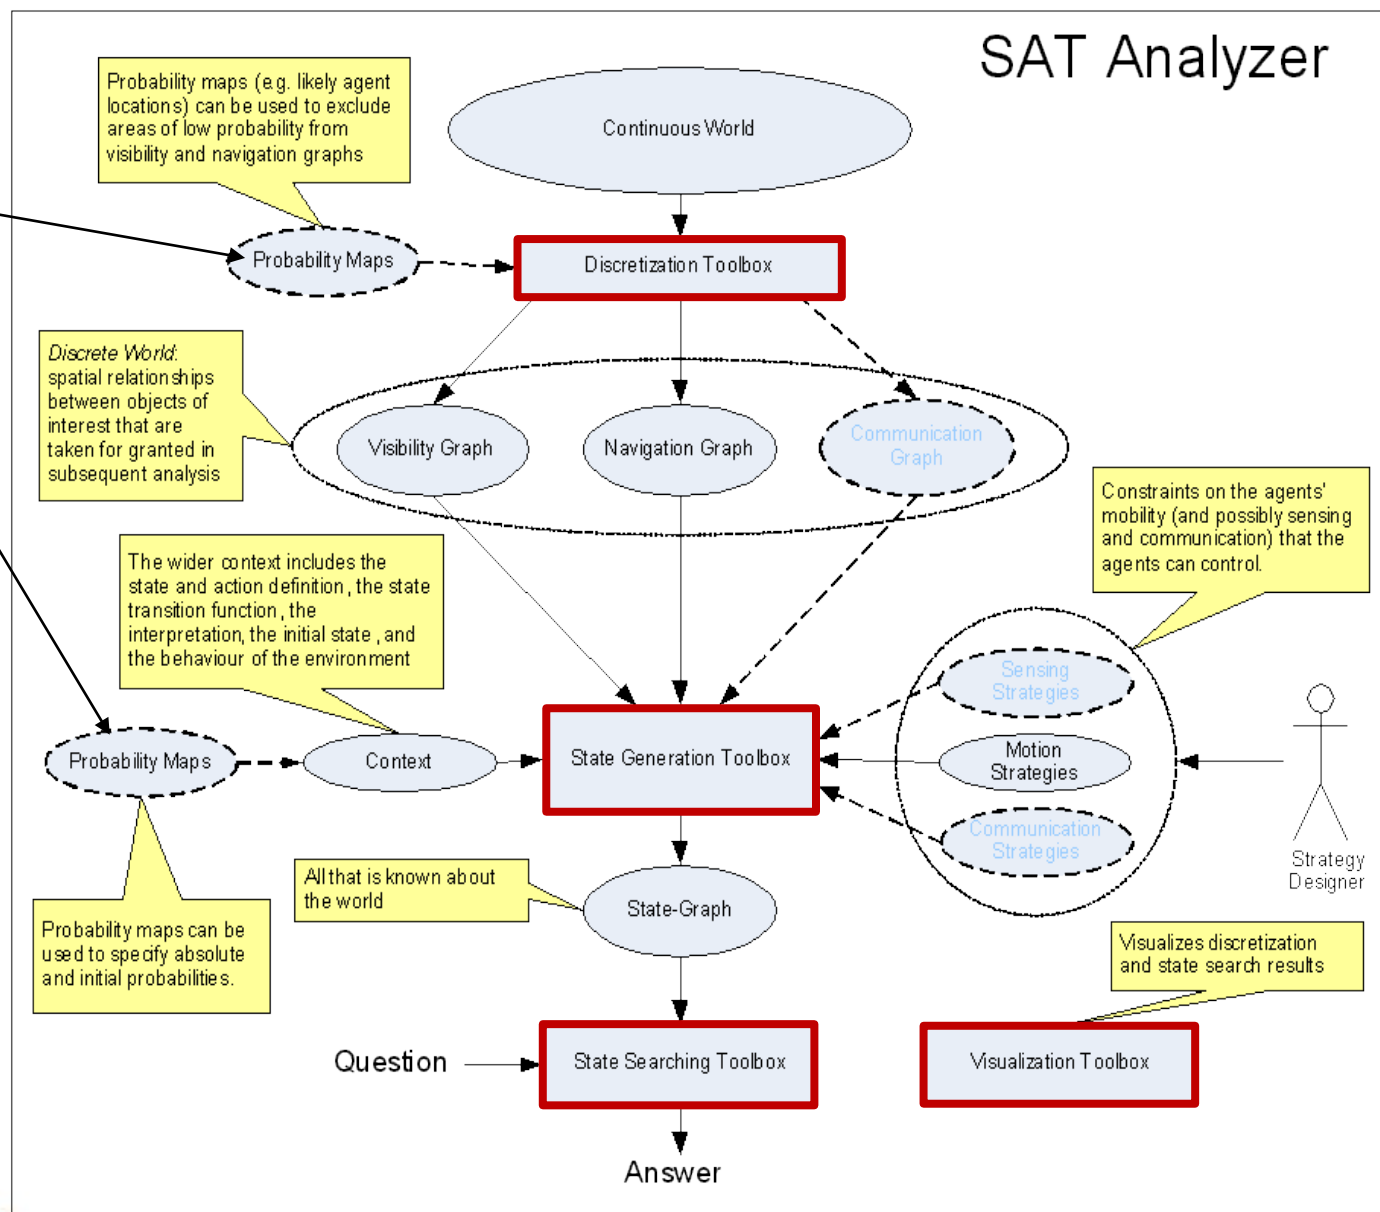 SAT Analyzer
Probability maps (e.g. likely agent
locations) can be used to exclude
areas of low probability from
visibility and navigation graphs
Continuous World
Probability Maps
Discretization Toolbox
Discrete World:
spatial relationships
between objects of
interest that are
taken for granted in
subsequent analysis
Visibility Graph
Navigation Graph
Communication
Graph
Constraints on the agents'
mobility (and possibly sensing
and communication) that the
agents can control.
The wider context includes the
state and action definition, the state
transition function, the
interpretation, the initial state, and
the behaviour of the environment
Sensing
Strategies
Probability Maps
Context
State Generation Toolbox
Motion
Strategies
Communication
Strategies
Strategy
Designer
All that is known about
the world
State-Graph
Probability maps can be
used to specify absolute
and initial probabilities.
Visualizes discretization
and state search results
Question
State Searching Toolbox
Visualization Toolbox
Answer